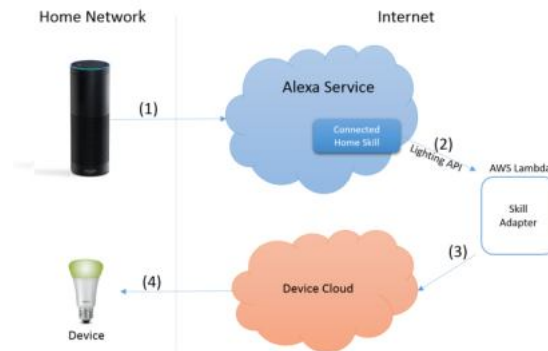 Home Network
Internet
Alexa Service
(1)
Connected
Home Skill
(2)
Lighting API
AWS Lambda
Skill
Adapter
(3)
(4)
Device Cloud
Device